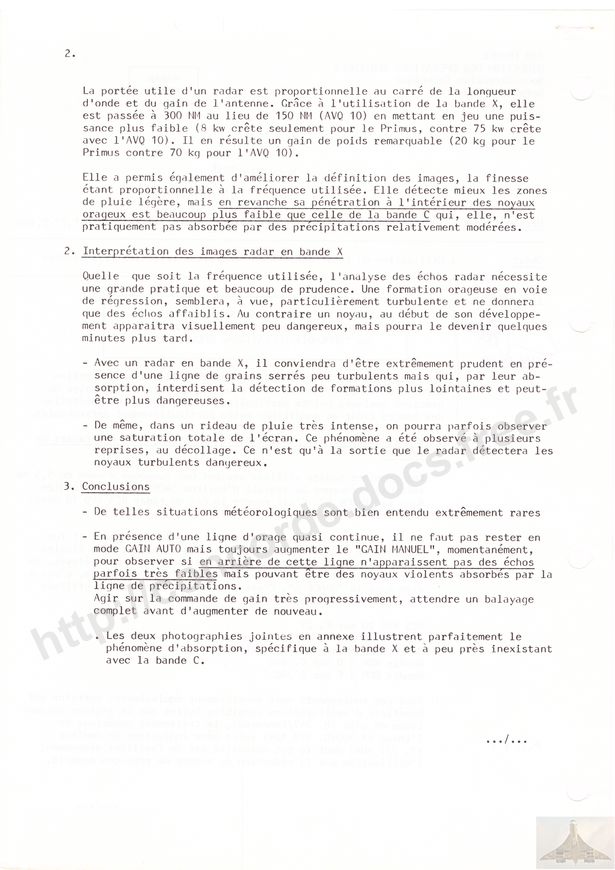 2.
La portée utile d'un radar est proportionnelle au carré de la longueur
d'onde et du gain de l'antenne. Grâce à l'utilisation de la bande X, elle
est passée à 300 NM au lieu de 150 NM (AVQ 10) en mettant en jeu une puis-
sance plus faible (8 kw crête seulement pour le Primus, contre 75 kw crête
avec l'AVQ 10). Il en résulte un gain de poids remarquable (20 kg pour le
Primus contre 70 kg pour l'AVQ 10).
Elle a permis également d'améliorer la définition des images, la finesse
étant proportionnelle à la fréquence utilisée. Elle détecte mieux les zones
de pluie légère, mais en revanche sa pénétration à l'intérieur des noyaux
orageux est beaucoup plus faible que celle de la bande C qui, elle, n'est
pratiquement pas absorbée par des précipitations relativement modérées.
2. Interprétation des images radar en bande X
Quelle que soit la fréquence utilisée, l'analyse des échos radar nécessite
une grande pratique et beaucoup de prudence. Une formation orageuse en voie
de régression, semblera, à vue, particulièrement turbulente et ne donnera
que des échos affaiblis. Au contraire un noyau, au début de son développe-
ment apparaitra visuellement peu dangereux, mais pourra le devenir quelques
minutes plus tard.
- Avec un radar en bande X, il conviendra d'être extrêmement prudent en pré-
sence d'une ligne de grains serrés peu turbulents mais qui, par leur ab-
sorption, interdisent la détection de formations plus lointaines et peut-
être plus dangereuses.
- De même, dans un rideau de pluie très intense, on pourra parfois observer
une saturation totale de l'écran. Ce phénomène a été observé à plusieurs
reprises, au décollage. Ce n'est qu'à la sortie que le radar détectera les
noyaux turbulents dangereux.
3. Conclusions
- De telles situations météorologiques sont bien entendu extrêmement rares
- En présence d'une ligne d'orage quasi continue, il ne faut pas rester en
mode GAIN AUTO mais toujours augmenter le "GAIN MANUEL", momentanément,
pour observer si en arrière de cette ligne n'apparaissent pas des échos
parfois très faibles mais pouvant être des noyaux violents absorbés par la
ligne de précipitations.
Agir sur la commande de gain très progressivement, attendre un balayage
complet avant d'augmenter de nouveau.
. Les deux photographies jointes en annexe illustrent parfaitement le
phénomène d'absorption, spécifique à la bande X et à peu près inexistant
avec la bande C.
.../...
http://concorde.docs.free.fr